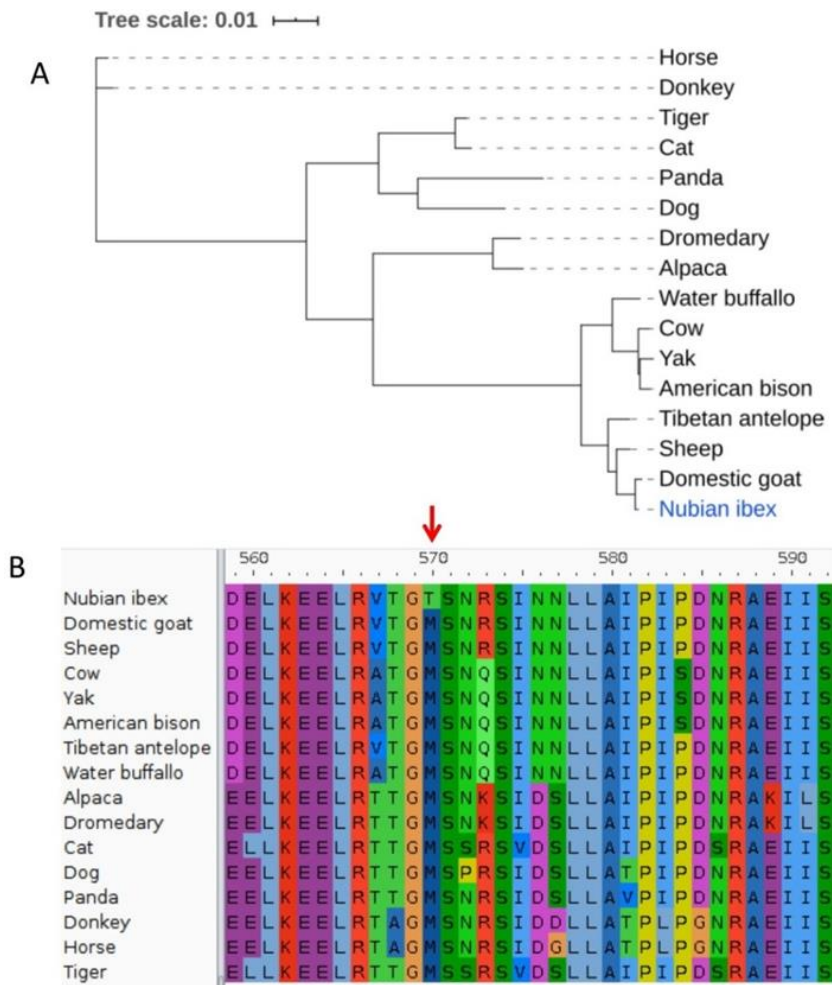 Tree scale: 0.01
A
Horse
Donkey
Tiger
Cat
Panda
Dog
Dromedary
Alpaca
Water buffallo
Cow
Yak
American bison
Tibetan antelope
Sheep
Domestic goat
Nubian ibex
B
560 570 580 590
Nubian ibex DELKEELRVTGTSNRSINNLLAIPIPDNRAEIIS
Domestic goat DELKEELRVTGMSNRSINNLLAIPIPDNRAEIIS
Sheep DELKEELRVTGMSNRSINNLLAIPIPDNRAEIIS
Cow DELKEELRATGMSNQSINNLLAIPISDNRAEIIS
Yak DELKEELRATGMSNQSINNLLAIPISDNRAEIIS
American bison DELKEELRATGMSNQSINNLLAIPISDNRAEIIS
Tibetan antelope DELKEELRVTGMSNQSINNLLAIPIPDNRAEIIS
Water buffallo DELKEELRATGMSNQSINNLLAIPIPDNRAEIIS
Alpaca EELKEELRTTGMSNKSIDSLLAIPIPDNRAKILS
Dromedary EELKEELRTTGMSNKSIDSLLAIPIPDNRAKILS
Cat ELLKEELRTTGMSSRSVDSLLAIPIPDSRAEIIS
Dog EELKEELRTTGMSPRSIDSLLATPIPDNRAEIIS
Panda EELKEELRTTGMSNRSIDSLLAVPIPDNRAEIIS
Donkey EELKEELRTAGMSNRSIDDLLATPLPGNRAEIIS
Horse EELKEELRTAGMSNRSIDGLLATPLPGNRAEIIS
Tiger ELLKEELRTTGMSSRSVDSLLAIPIPDSRAEIIS